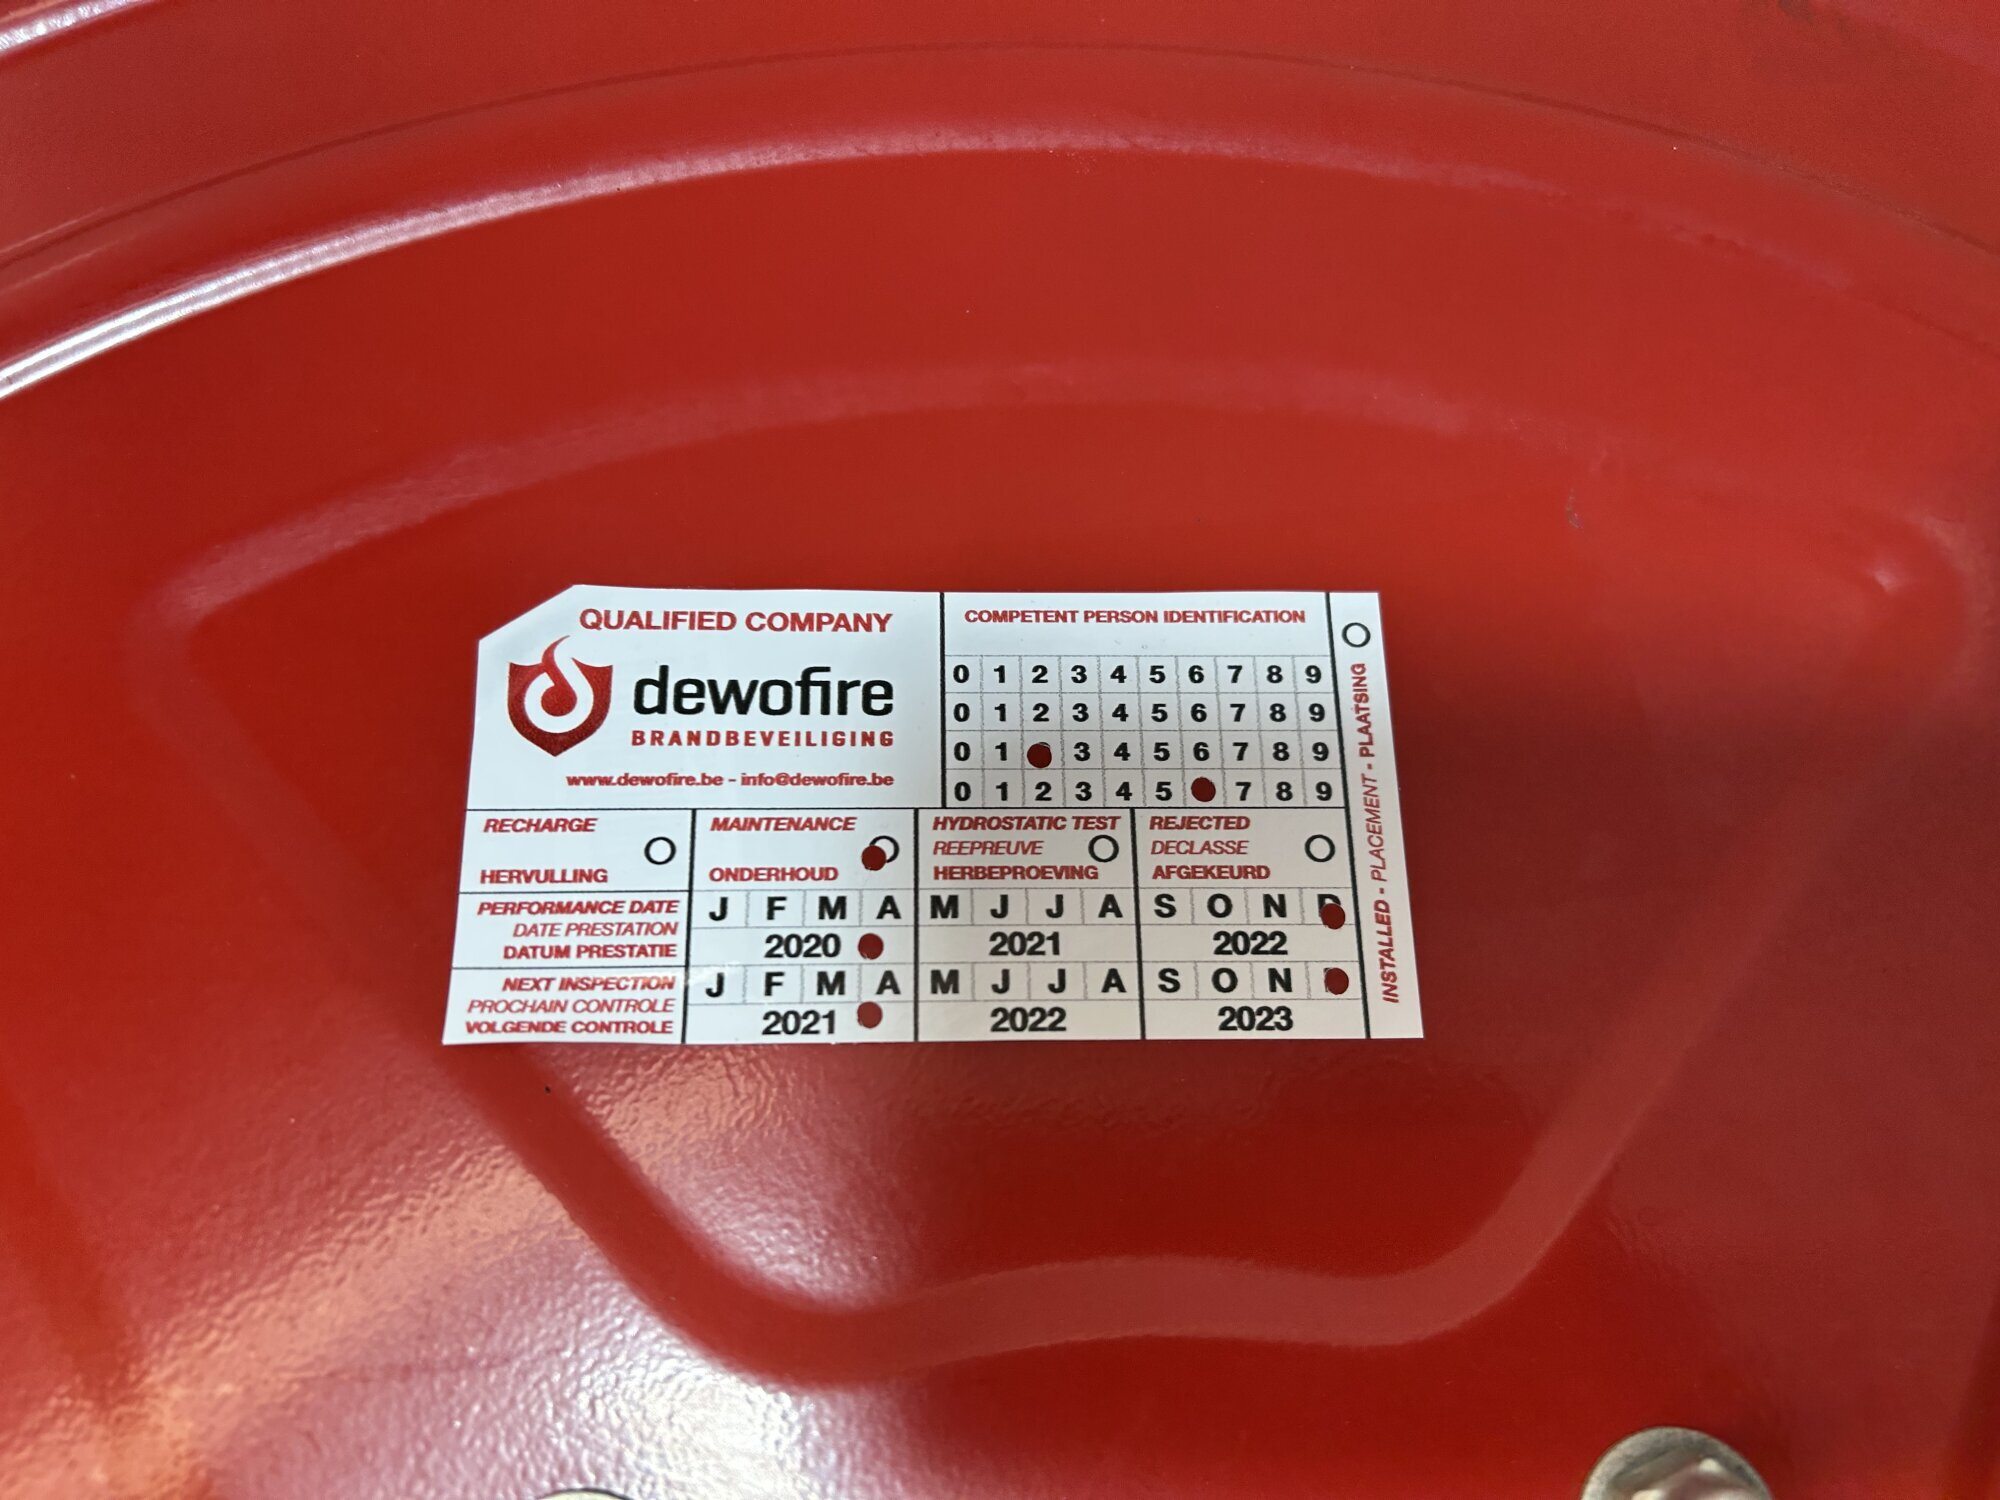 QUALIFIED COMPANY
dewofire
BRANDBEVEILIGING
www.dewofire.be - info@dewofire.be
COMPETENT PERSON IDENTIFICATION
0 1 2 3 4 5 6 7 8 9
0 1 2 3 4 5 6 7 8 9
0 1 3 4 5 6 7 8 9
0 1 2 3 4 5 7 8 9
INSTALLED - PLACEMENT - PLAATSING
RECHARGE
HERVULLING
MAINTENANCE
ONDERHOUD
HYDROSTATIC TEST
REEPREUVE
HERBEPROEVING
REJECTED
DECLASSE
AFGEKEURD
PERFORMANCE DATE
DATE PRESTATION
DATUM PRESTATIE
J F M A M J J A S O N D
2020 2021 2022
NEXT INSPECTION
PROCHAIN CONTROLE
VOLGENDE CONTROLE
J F M A M J J A S O N
2021 2022 2023